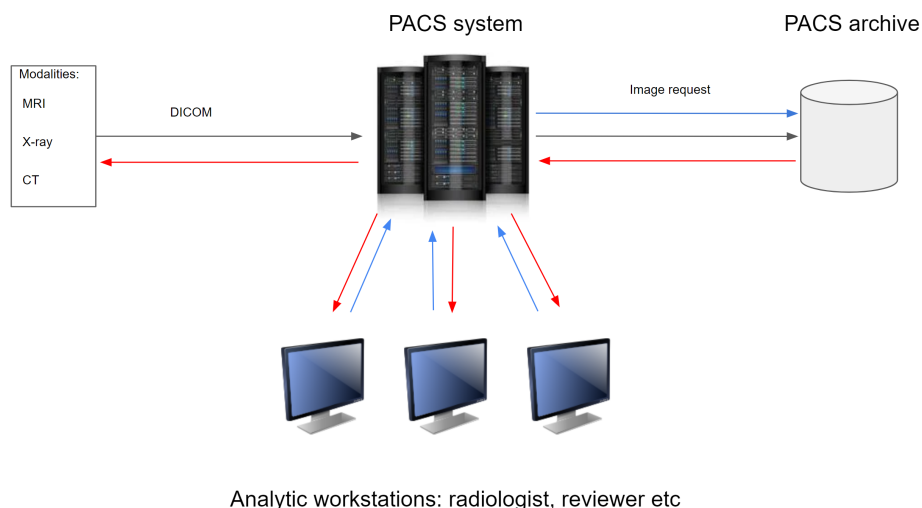 PACS system
PACS archive
Modalities:
MRI
X-ray
CT
DICOM
Image request
Analytic workstations: radiologist, reviewer etc